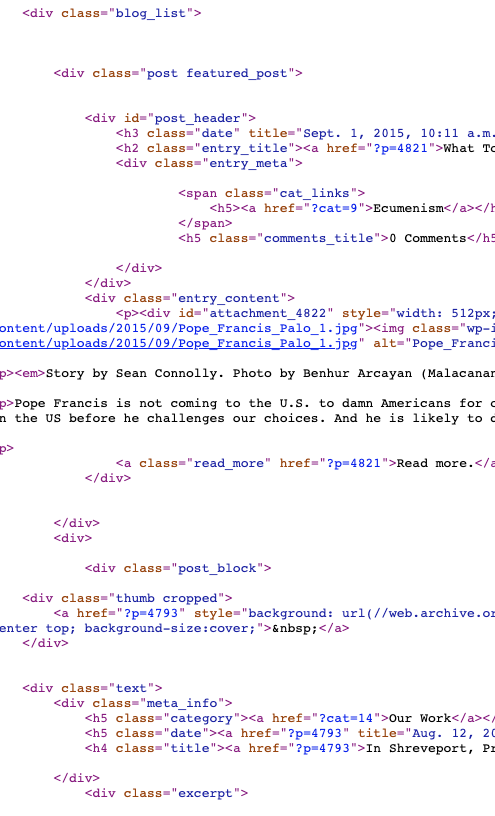 <div class="blog_list">
<div class="post featured_post">
<div id="post_header">
<h3 class="date" title="Sept. 1, 2015, 10:11 a.m.
<h2 class="entry_title"><a href="?p=4821">What To
<div class="entry_meta">
<span class="cat_links">
<h5><a href="?cat=9">Ecumenism</a></h
</span>
<h5 class="comments_title">0 Comments</h5
</div>
</div>
<div class="entry_content">
<p><div id="attachment_4822" style="width: 512px;
ontent/uploads/2015/09/Pope_Francis_Palo_1.jpg"><img class="wp-i
ontent/uploads/2015/09/Pope_Francis_Palo_1.jpg" alt="Pope_Franci
p><em>Story by Sean Connolly. Photo by Benhur Arcayan (Malacanan
p>Pope Francis is not coming to the U.S. to damn Americans for c
n the US before he challenges our choices. And he is likely to d
p>
<a class="read_more" href="?p=4821">Read more.</a
</div>
</div>
<div>
<div class="post_block">
<div class="thumb cropped">
<a href="?p=4793" style="background: url(//web.archive.or
enter top; background-size:cover;">&nbsp;</a>
</div>
<div class="text">
<div class="meta_info">
<h5 class="category"><a href="?cat=14">Our Work</a></
<h5 class="date"><a href="?p=4793" title="Aug. 12, 20
<h4 class="title"><a href="?p=4793">In Shreveport, Pr
</div>
<div class="excerpt">